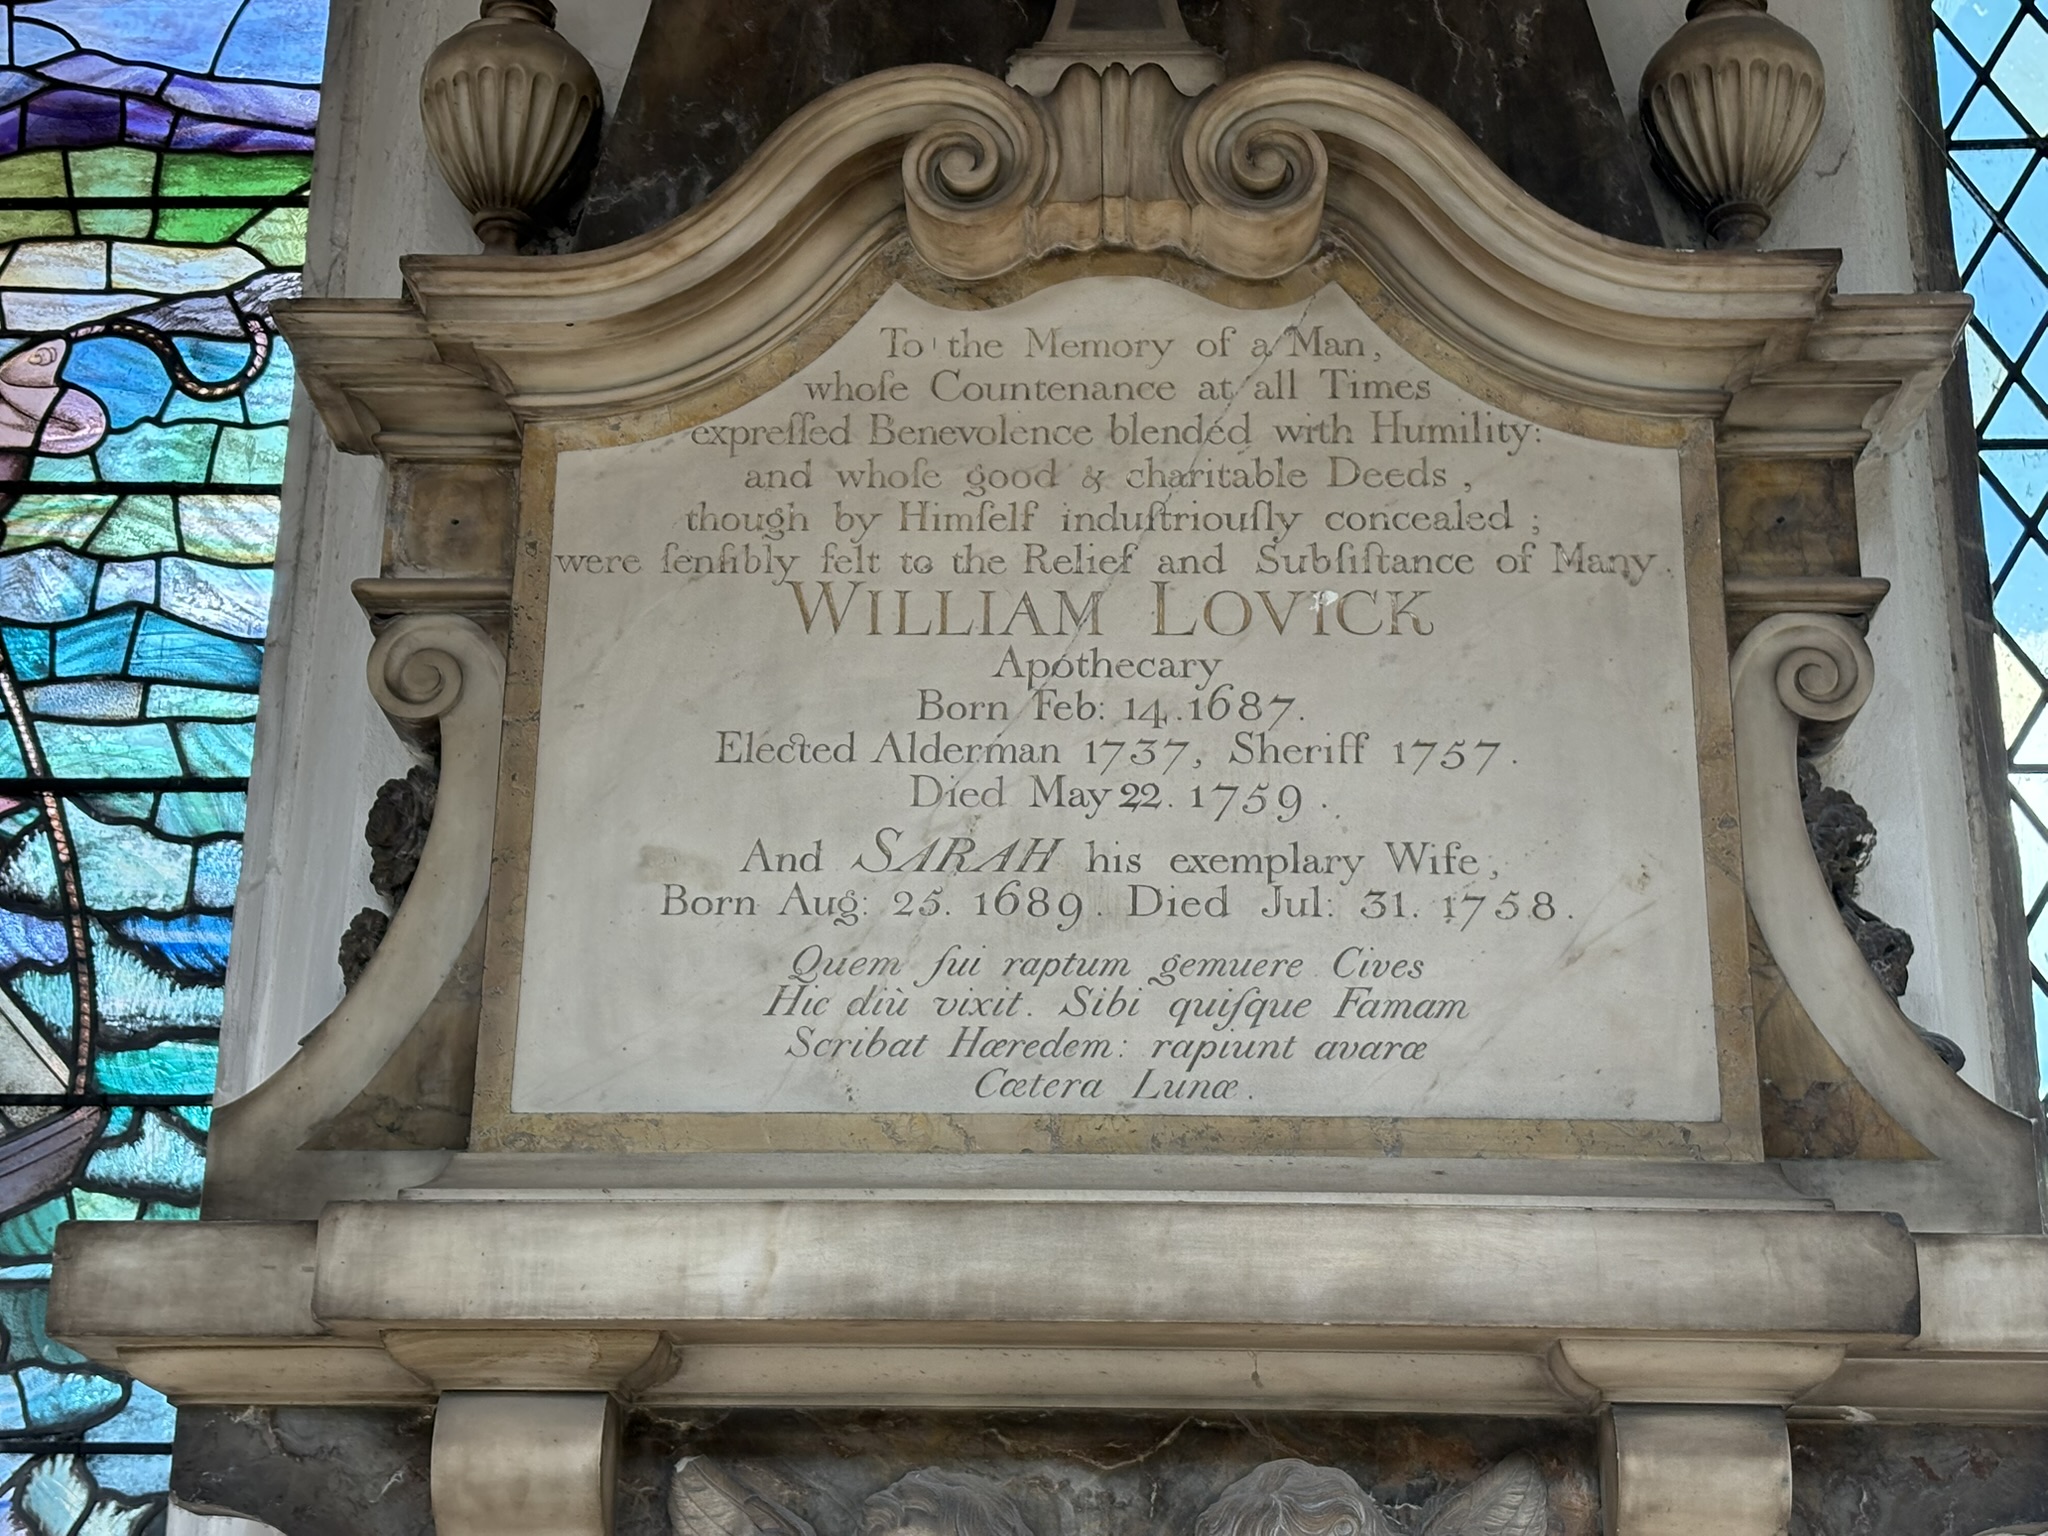 To the Memory of a Man,
whoſe Countenance at all Times
expreſſed Benevolence blended with Humility:
and whoſe good & charitable Deeds,
though by Himſelf induſtriouſly concealed;
were ſenſibly felt to the Relief and Subſiſtance of Many.
WILLIAM LOVICK
Apothecary
Born Feb: 14. 1687.
Elected Alderman 1737, Sheriff 1757.
Died May 22. 1759.
And SARAH his exemplary Wife,
Born Aug: 25. 1689. Died Jul: 31. 1758.
Quem ſui raptum gemuere Cives
Hic diù vixit. Sibi quiſque Famam
Scribat Hæredem: rapiunt avaræ
Cætera Lunæ.